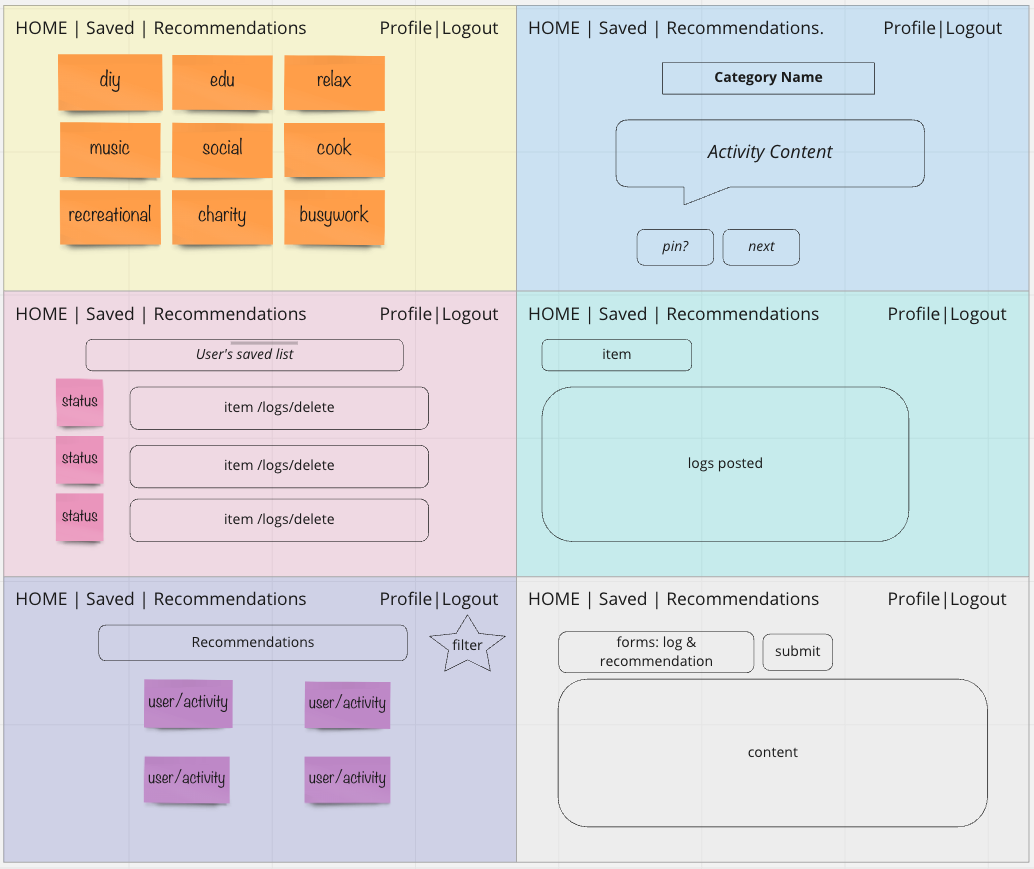 HOME | Saved | Recommendations Profile|Logout
diy edu relax
music social cook
recreational charity busywork
HOME | Saved | Recommendations. Profile|Logout
Category Name
Activity Content
pin? next
HOME | Saved | Recommendations Profile|Logout
User's saved list
status item /logs/delete
status item /logs/delete
status item /logs/delete
HOME | Saved | Recommendations Profile|Logout
item
logs posted
HOME | Saved | Recommendations Profile|Logout
Recommendations filter
user/activity user/activity
user/activity user/activity
HOME | Saved | Recommendations Profile|Logout
forms: log &
recommendation
submit
content